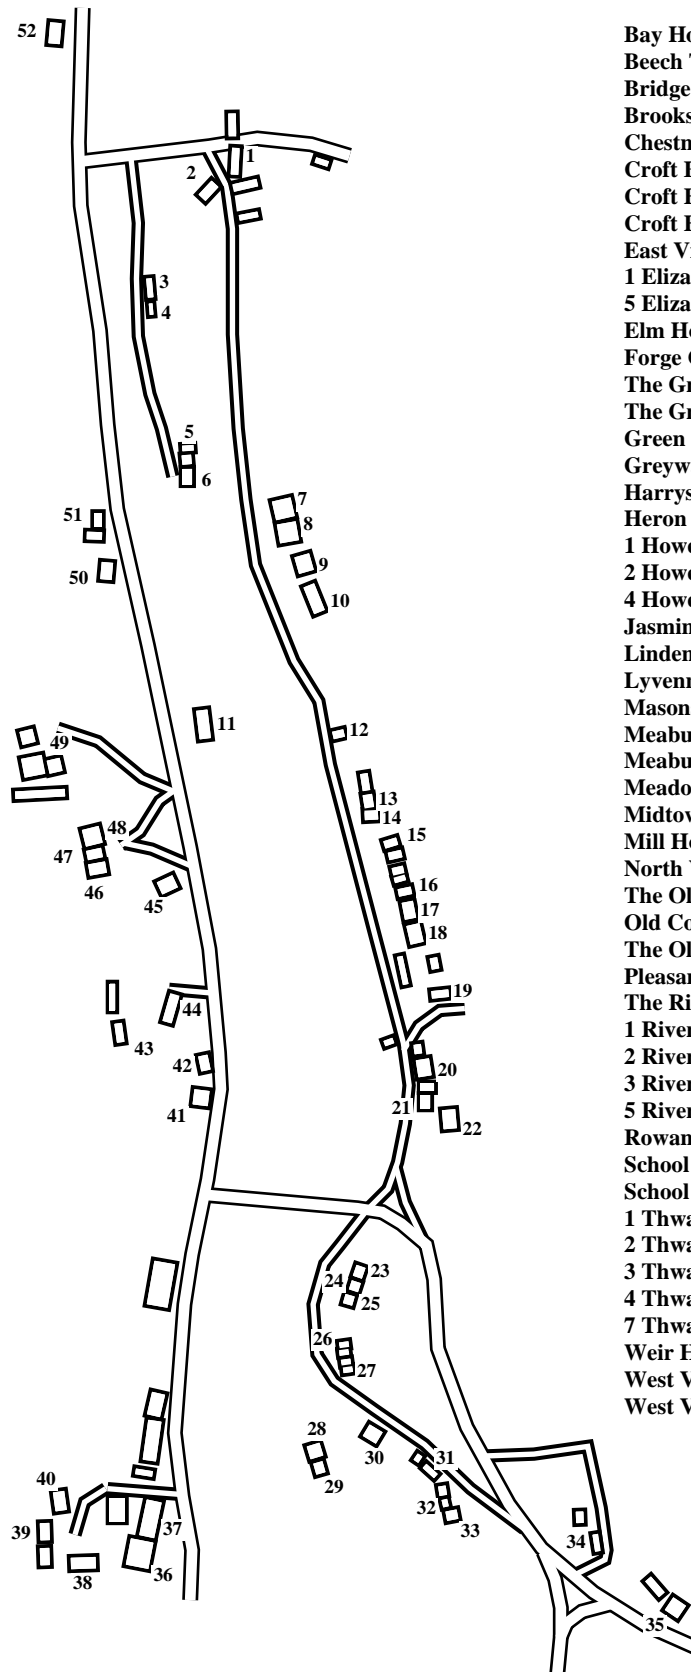 52
1
2
3
4
5
6
7
8
9
10
51
50
11
12
49
13
14
15
48
47
46
45
16
17
18
19
44
43
42
41
20
21
22
23
24
25
26
27
28
29
30
31
32
33
34
35
40
39
38
37
36
Bay Ho
Beech
Bridge
Brooks
Chestn
Croft E
Croft E
Croft E
East Vi
1 Eliza
5 Eliza
Elm Ho
Forge
The Gr
The Gr
Green
Greyw
Harrys
Heron
1 Howe
2 Howe
4 Howe
Jasmin
Linden
Lyvenn
Mason
Meabu
Meabu
Meado
Midtow
Mill Ho
North
The Ol
Old Co
The Ol
Pleasan
The Ri
1 River
2 River
3 River
5 River
Rowan
School
School
1 Thwa
2 Thwa
3 Thwa
4 Thwa
7 Thwa
Weir H
West V
West V